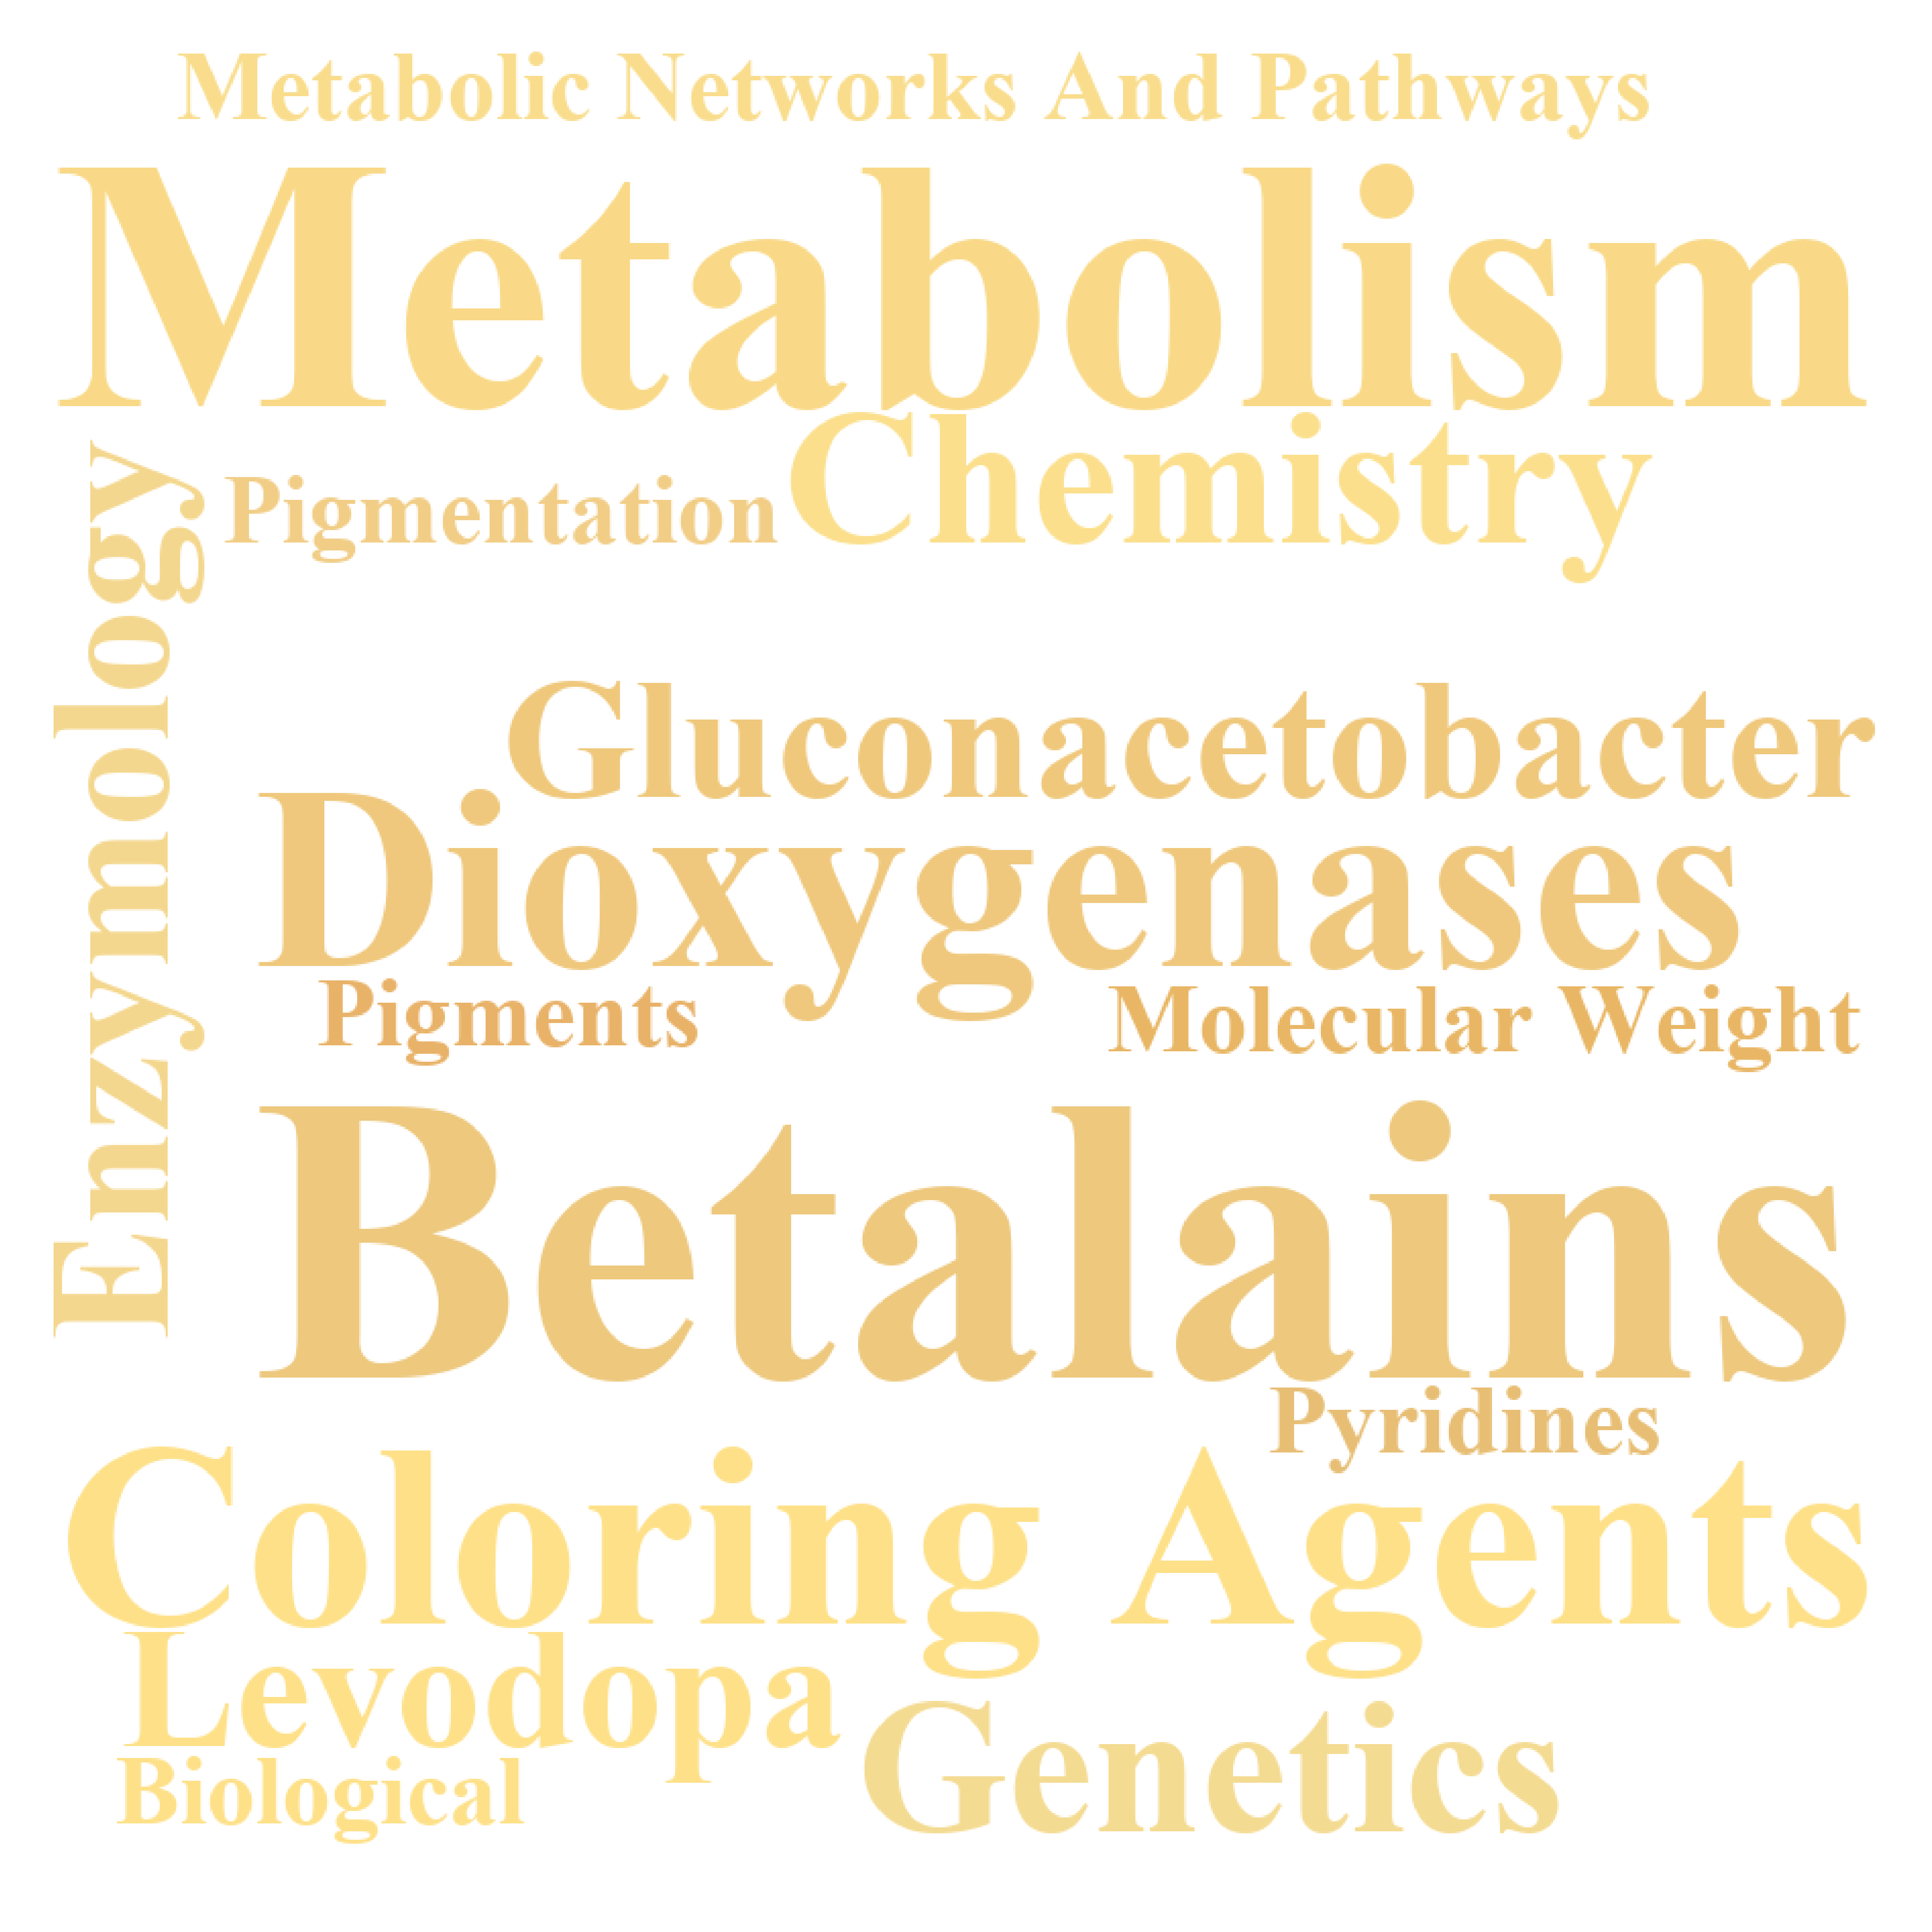 Metabolic Networks And Pathways
Metabolism
Chemistry
Pigmentation
Enzymology
Gluconacetobacter
Dioxygenases
Pigments
Molecular Weight
Betalains
Pyridines
Coloring Agents
Levodopa
Genetics
Biological